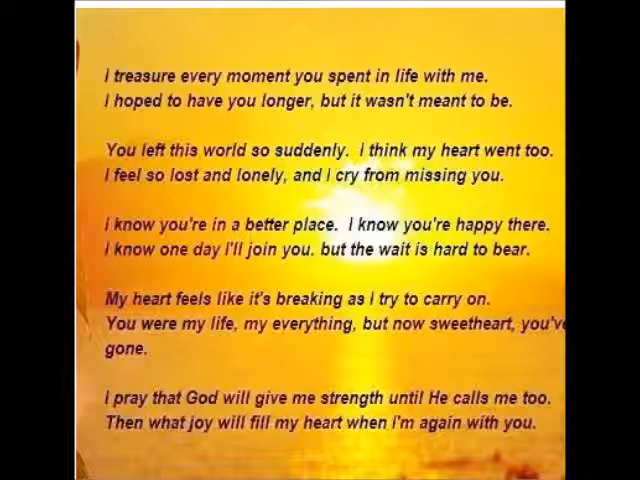 I treasure every moment you spent in life with me.
I hoped to have you longer, but it wasn't meant to be.
You left this world so suddenly. I think my heart went too.
I feel so lost and lonely, and I cry from missing you.
I know you're in a better place. I know you're happy there.
I know one day I'll join you. but the wait is hard to bear.
My heart feels like it's breaking as I try to carry on.
You were my life, my everything, but now sweetheart, you've
gone.
I pray that God will give me strength until He calls me too.
Then what joy will fill my heart when I'm again with you.